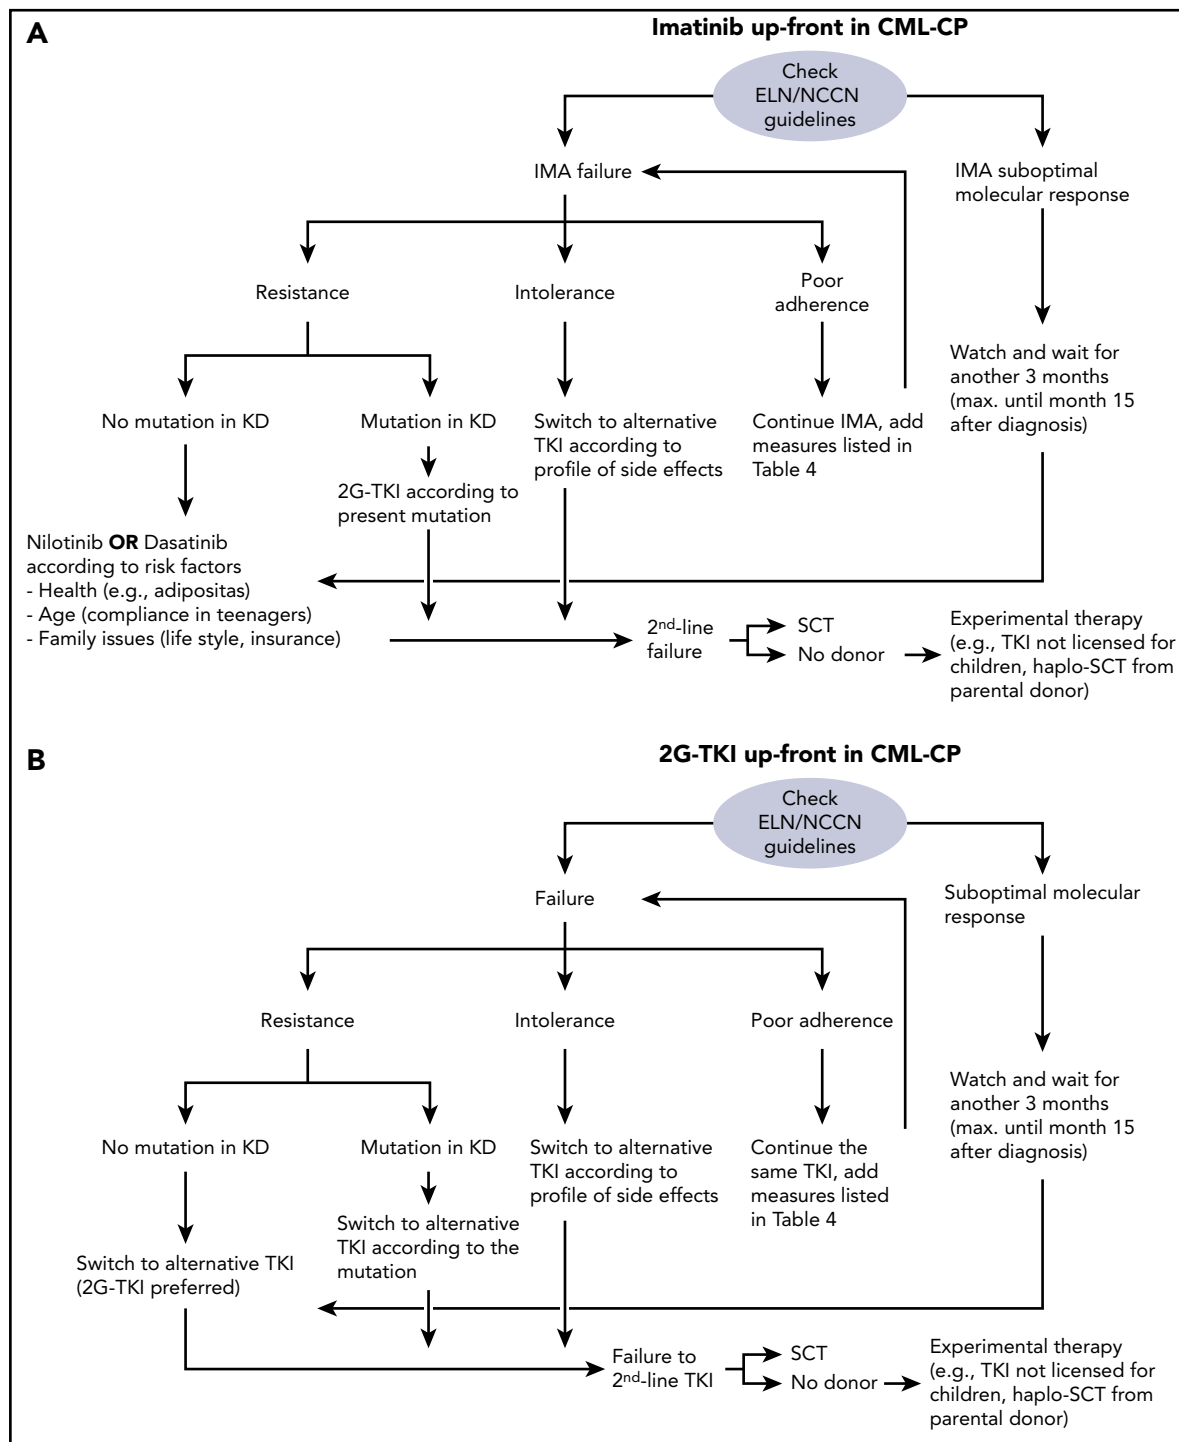 A
Imatinib up-front in CML-CP
Check
ELN/NCCN
guidelines
IMA failure
IMA suboptimal
molecular response
Resistance
Intolerance
Poor
adherence
No mutation in KD
Mutation in KD
2G-TKI according to
present mutation
Switch to alternative
TKI according to
profile of side effects
Continue IMA, add
measures listed in
Table 4
Watch and wait for
another 3 months
(max. until month 15
after diagnosis)
Nilotinib OR Dasatinib
according to risk factors
- Health (e.g., adipositas)
- Age (compliance in teenagers)
- Family issues (life style, insurance)
2nd-line
failure
SCT
No donor
Experimental therapy
(e.g., TKI not licensed for
children, haplo-SCT from
parental donor)
B
2G-TKI up-front in CML-CP
Check
ELN/NCCN
guidelines
Failure
Suboptimal molecular
response
Resistance
Intolerance
Poor adherence
No mutation in KD
Mutation in KD
Switch to alternative
TKI according to
profile of side effects
Continue the
same TKI, add
measures listed
in Table 4
Watch and wait for
another 3 months
(max. until month 15
after diagnosis)
Switch to alternative TKI
(2G-TKI preferred)
Switch to alternative
TKI according to the
mutation
Failure to
2nd-line TKI
SCT
No donor
Experimental therapy
(e.g., TKI not licensed for
children, haplo-SCT from
parental donor)